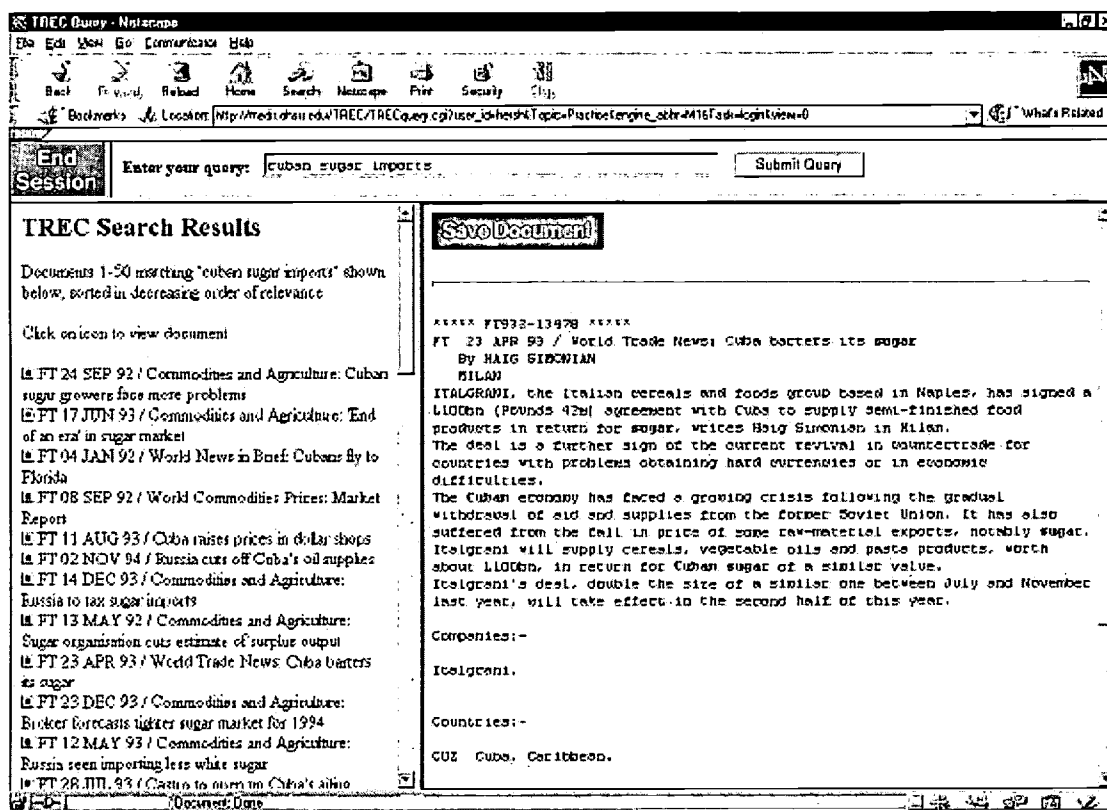 TREC Query - Netscape
File Edit View Go Communicator Help
Back Forward Reload Home Search Netscape Print Security Stop
Bookmarks Location:
What's Related
End Session
Enter your query: cuban sugar imports
Submit Query
TREC Search Results
Documents 1-50 matching "cuban sugar imports" shown
below, sorted in decreasing order of relevance
Click on icon to view document
FT 24 SEP 92 / Commodities and Agriculture: Cuban
sugar growers face more problems
FT 17 JUN 93 / Commodities and Agriculture: 'End
of an era' in sugar market
FT 04 JAN 92 / World News in Brief: Cubans fly to
Florida
FT 08 SEP 92 / World Commodities Prices: Market
Report
FT 11 AUG 93 / Cuba raises prices in dollar shops
FT 02 NOV 94 / Russia cuts off Cuba's oil supplies
FT 14 DEC 93 / Commodities and Agriculture:
Russia to tax sugar imports
FT 13 MAY 92 / Commodities and Agriculture:
Sugar organisation cuts estimate of surplus output
FT 23 APR 93 / World Trade News: Cuba barters
its sugar
FT 23 DEC 93 / Commodities and Agriculture:
Broker forecasts tighter sugar market for 1994
FT 12 MAY 93 / Commodities and Agriculture:
Russia seen importing less white sugar
FT 28 JUL 93 / Castro to open up Cuba's ailing
Save Document
***** FT932-13978 *****
FT 23 APR 93 / World Trade News: Cuba barters its sugar
By HAIG SIMONIAN
MILAN
ITALGRANI, the Italian cereals and foods group based in Naples, has signed a
L100bn (Pounds 42m) agreement with Cuba to supply semi-finished food
products in return for sugar, writes Haig Simonian in Milan.
The deal is a further sign of the current revival in countertrade for
countries with problems obtaining hard currencies or in economic
difficulties.
The Cuban economy has faced a growing crisis following the gradual
withdrawal of aid and supplies from the former Soviet Union. It has also
suffered from the fall in price of some raw-material exports, notably sugar.
Italgrani will supply cereals, vegetable oils and pasta products, worth
about L100bn, in return for Cuban sugar of a similar value.
Italgrani's deal, double the size of a similar one between July and November
last year, will take effect in the second half of this year.
Companies:-
Italgrani.
Countries:-
CUZ Cuba, Caribbean.
Document: Done